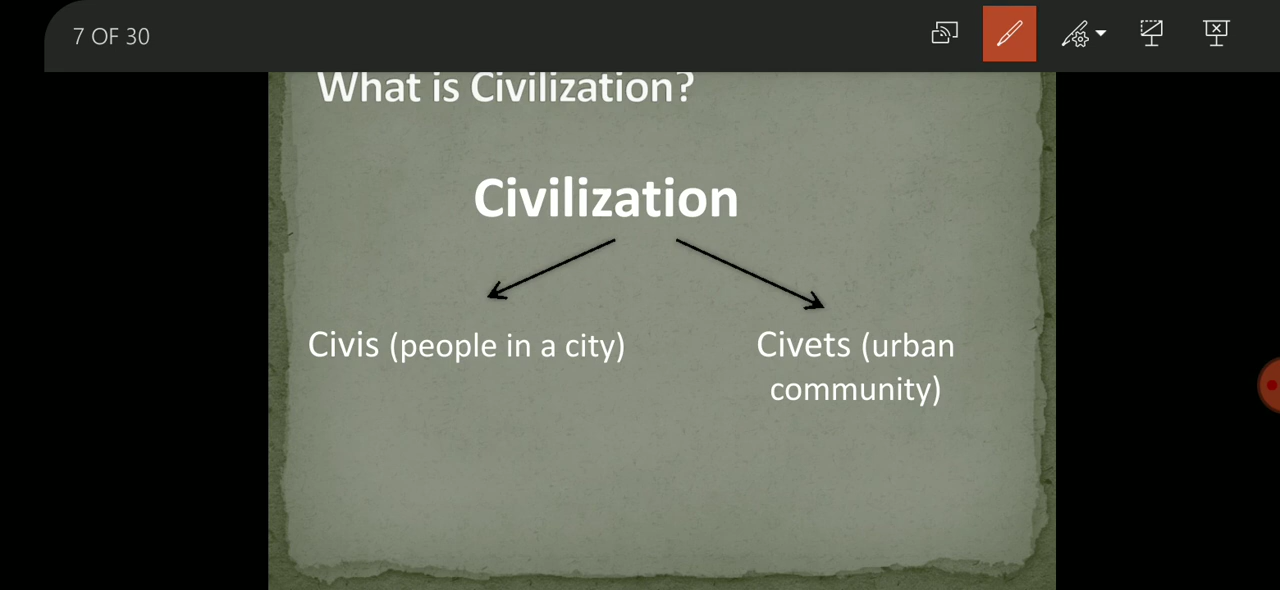 7 OF 30
What is Civilization?
Civilization
Civis (people in a city)
Civets (urban
community)